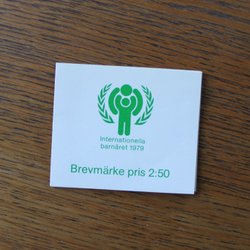 Internationella
barnåret 1979
Brevmärke pris 2:50